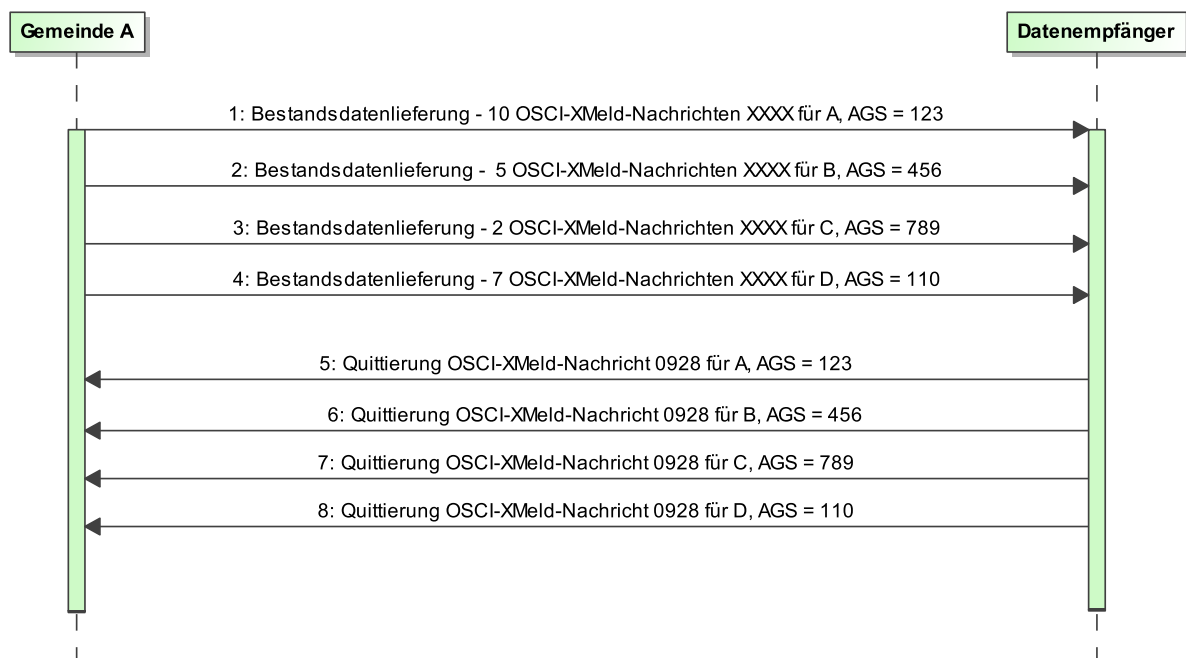 Gemeinde A
Datenempfänger
1: Bestandsdatenlieferung - 10 OSCI-XMeld-Nachrichten XXXX für A, AGS = 123
2: Bestandsdatenlieferung - 5 OSCI-XMeld-Nachrichten XXXX für B, AGS = 456
3: Bestandsdatenlieferung - 2 OSCI-XMeld-Nachrichten XXXX für C, AGS = 789
4: Bestandsdatenlieferung - 7 OSCI-XMeld-Nachrichten XXXX für D, AGS = 110
5: Quittierung OSCI-XMeld-Nachricht 0928 für A, AGS = 123
6: Quittierung OSCI-XMeld-Nachricht 0928 für B, AGS = 456
7: Quittierung OSCI-XMeld-Nachricht 0928 für C, AGS = 789
8: Quittierung OSCI-XMeld-Nachricht 0928 für D, AGS = 110